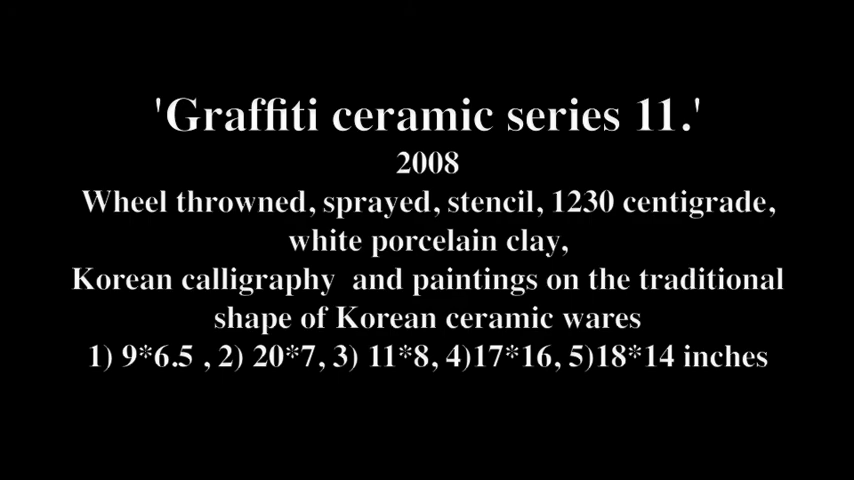 'Graffiti ceramic series 11.'
2008
Wheel throwned, sprayed, stencil, 1230 centigrade,
white porcelain clay,
Korean calligraphy  and paintings on the traditional
shape of Korean ceramic wares
1) 9*6.5 , 2) 20*7, 3) 11*8, 4)17*16, 5)18*14 inches